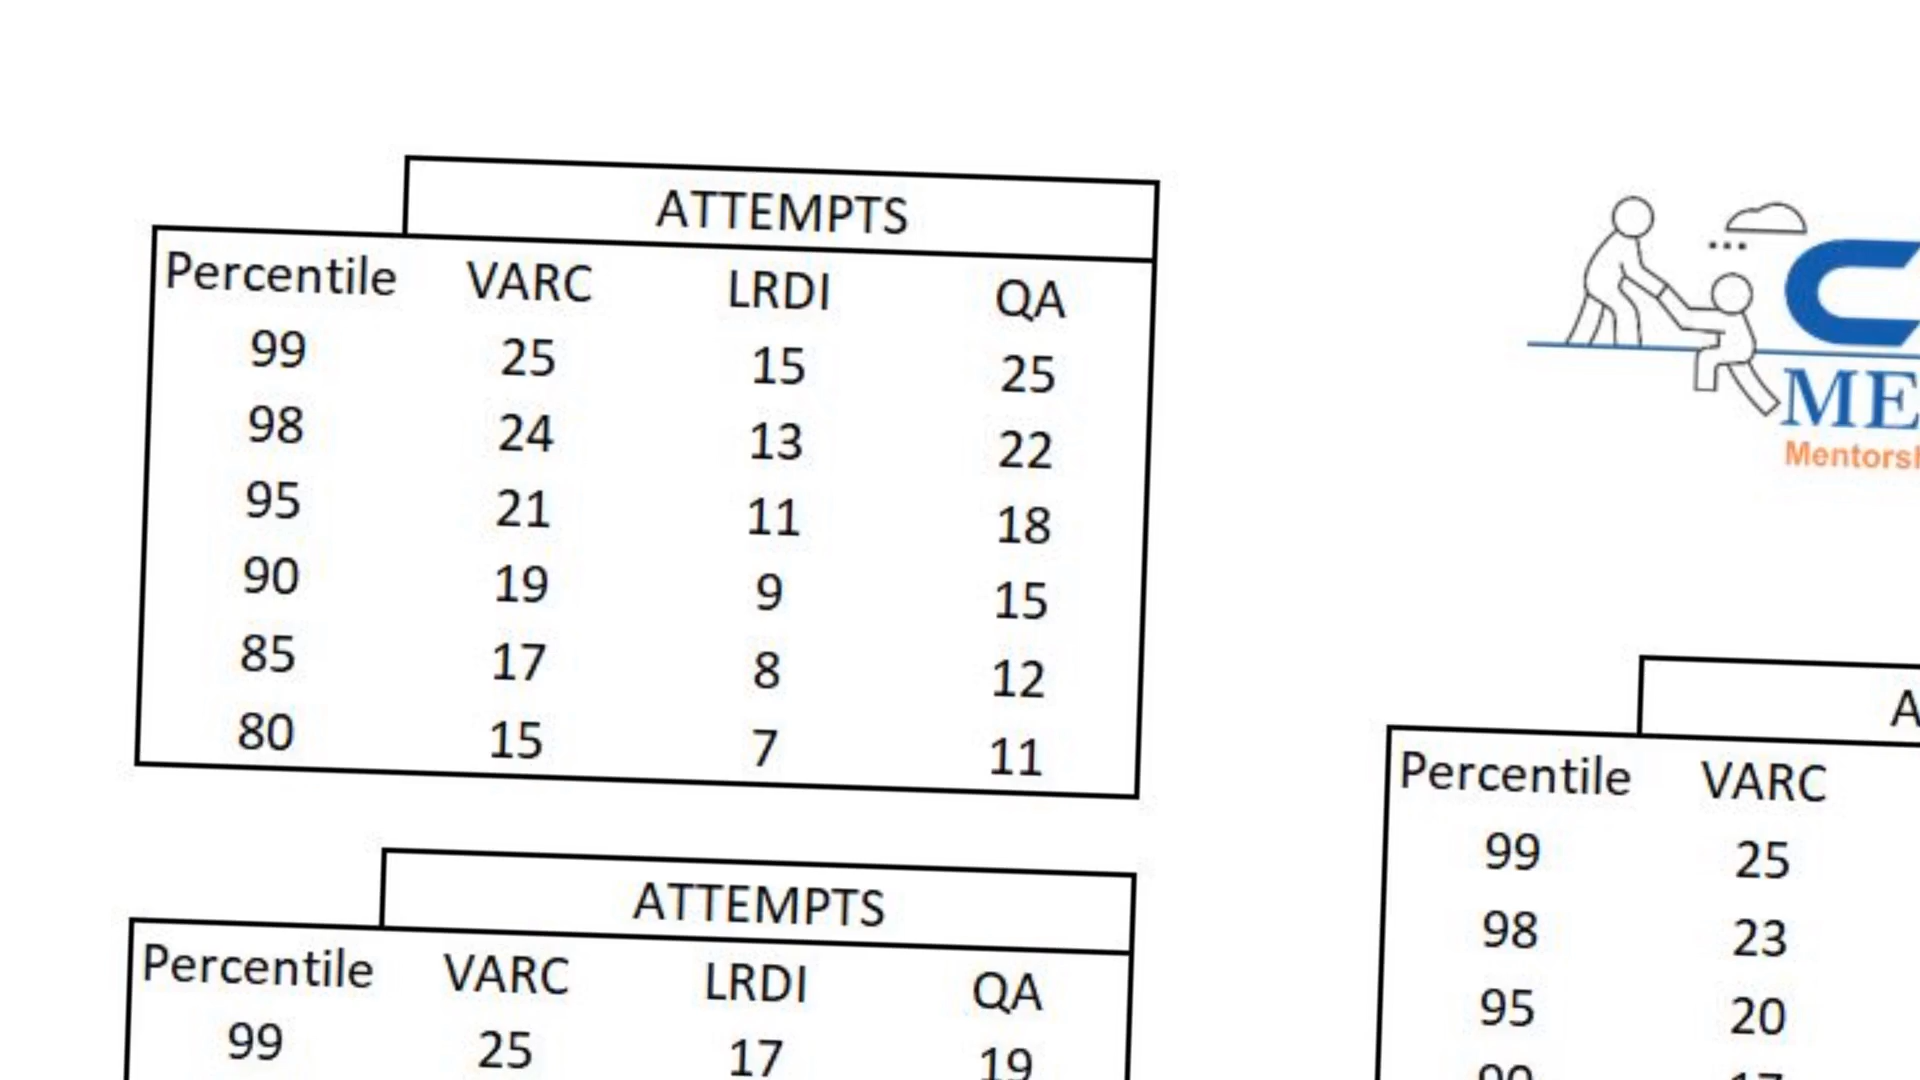 ATTEMPTS
Percentile VARC LRDI QA
99 25 15 25
98 24 13 22
95 21 11 18
90 19 9 15
85 17 8 12
80 15 7 11
ATTEMPTS
Percentile VARC LRDI QA
99 25 17 19
Percentile VARC
99 25
98 23
95 20